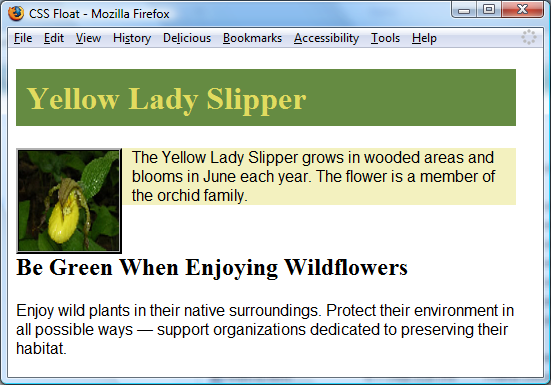 CSS Float - Mozilla Firefox
File Edit View History Delicious Bookmarks Accessibility Tools Help
Yellow Lady Slipper
The Yellow Lady Slipper grows in wooded areas and
blooms in June each year. The flower is a member of
the orchid family.
Be Green When Enjoying Wildflowers
Enjoy wild plants in their native surroundings. Protect their environment in
all possible ways — support organizations dedicated to preserving their
habitat.